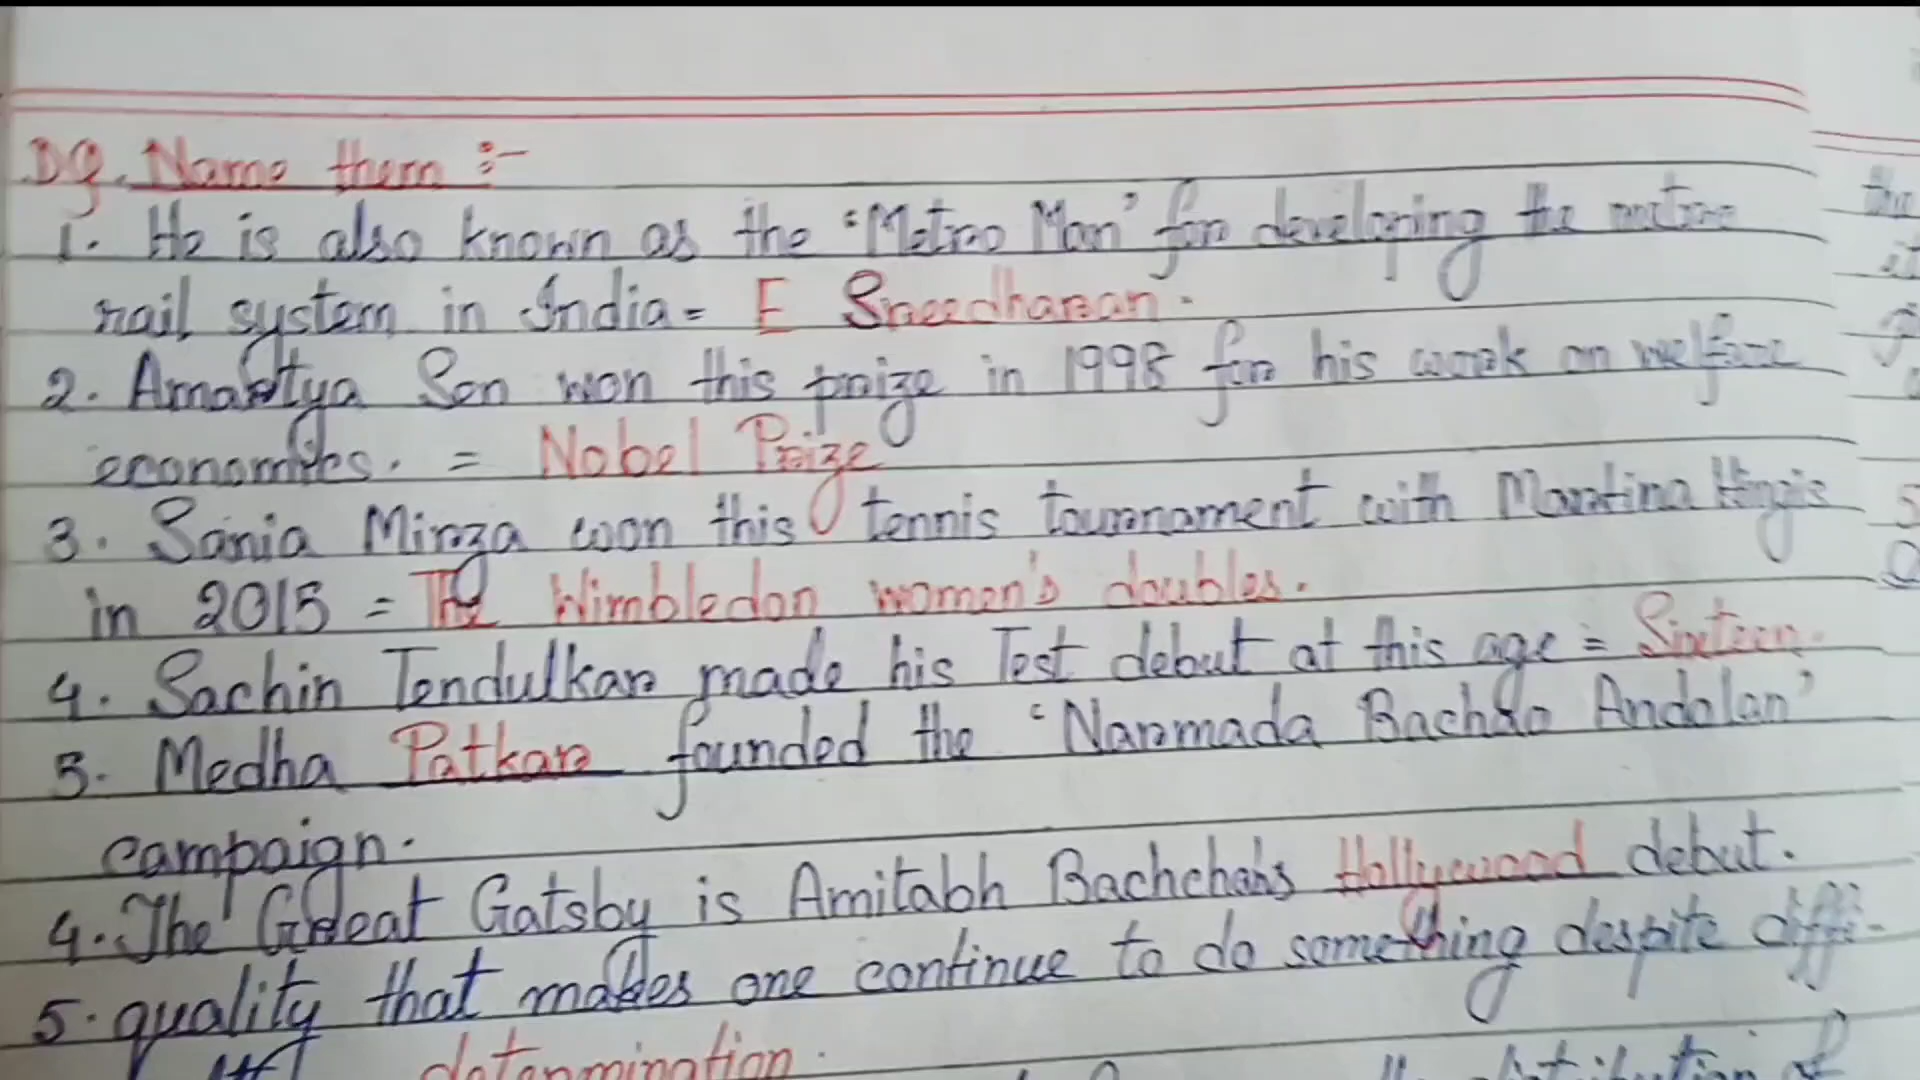 DQ. Name them :-
1. He is also known as the 'Metro Man' for developing the metro
rail system in India = E Sreedharan.
2. Amartya Sen won this prize in 1998 for his work on welfare
economics. = Nobel Prize
3. Sania Mirza won this tennis tournament with Martina Hingis
in 2015 = The Wimbledon women's doubles.
4. Sachin Tendulkar made his Test debut at this age = Sixteen.
5. Medha Patkar founded the 'Narmada Bachao Andolan'
campaign.
4. The Great Gatsby is Amitabh Bachchan's Hollywood debut.
5. quality that makes one continue to do something despite diffi-
determination.